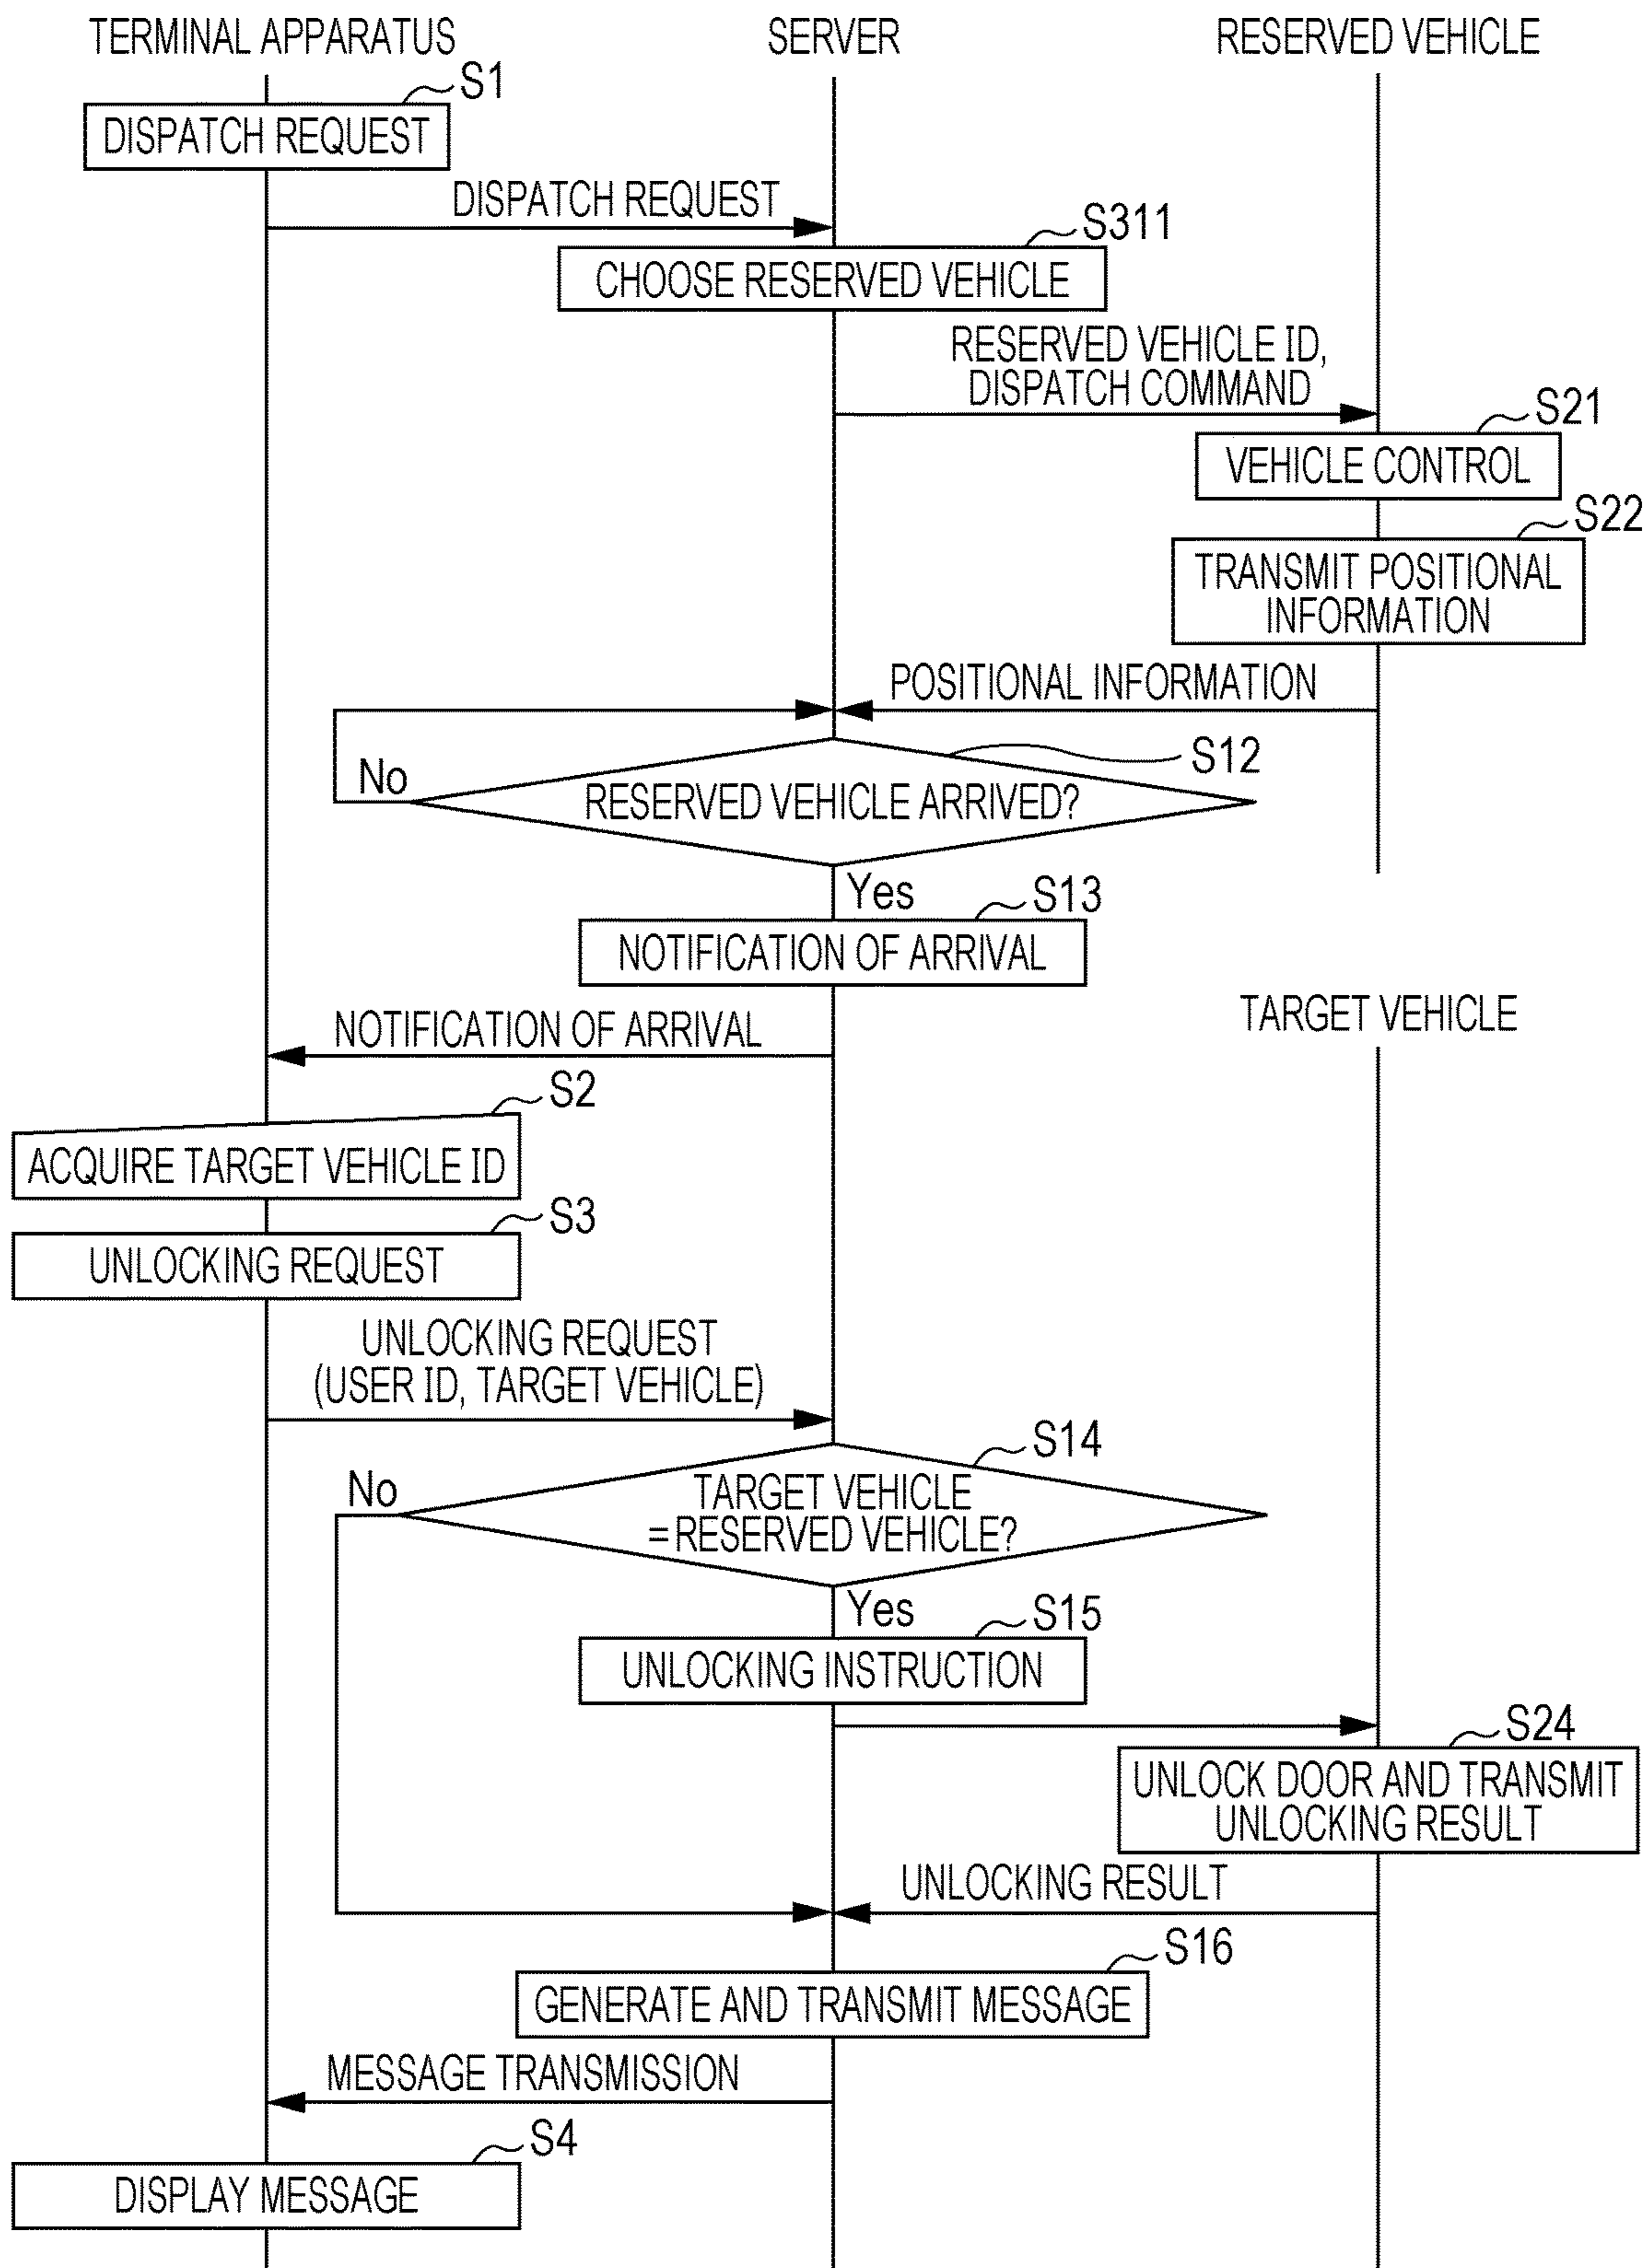 TERMINAL APPARATUS
SERVER
RESERVED VEHICLE
S1
DISPATCH REQUEST
DISPATCH REQUEST
S311
CHOOSE RESERVED VEHICLE
RESERVED VEHICLE ID,
DISPATCH COMMAND
S21
VEHICLE CONTROL
S22
TRANSMIT POSITIONAL
INFORMATION
POSITIONAL INFORMATION
S12
No
RESERVED VEHICLE ARRIVED?
Yes
S13
NOTIFICATION OF ARRIVAL
TARGET VEHICLE
NOTIFICATION OF ARRIVAL
S2
ACQUIRE TARGET VEHICLE ID
S3
UNLOCKING REQUEST
UNLOCKING REQUEST
(USER ID, TARGET VEHICLE)
S14
No
TARGET VEHICLE
=RESERVED VEHICLE?
Yes
S15
UNLOCKING INSTRUCTION
S24
UNLOCK DOOR AND TRANSMIT
UNLOCKING RESULT
UNLOCKING RESULT
S16
GENERATE AND TRANSMIT MESSAGE
MESSAGE TRANSMISSION
S4
DISPLAY MESSAGE